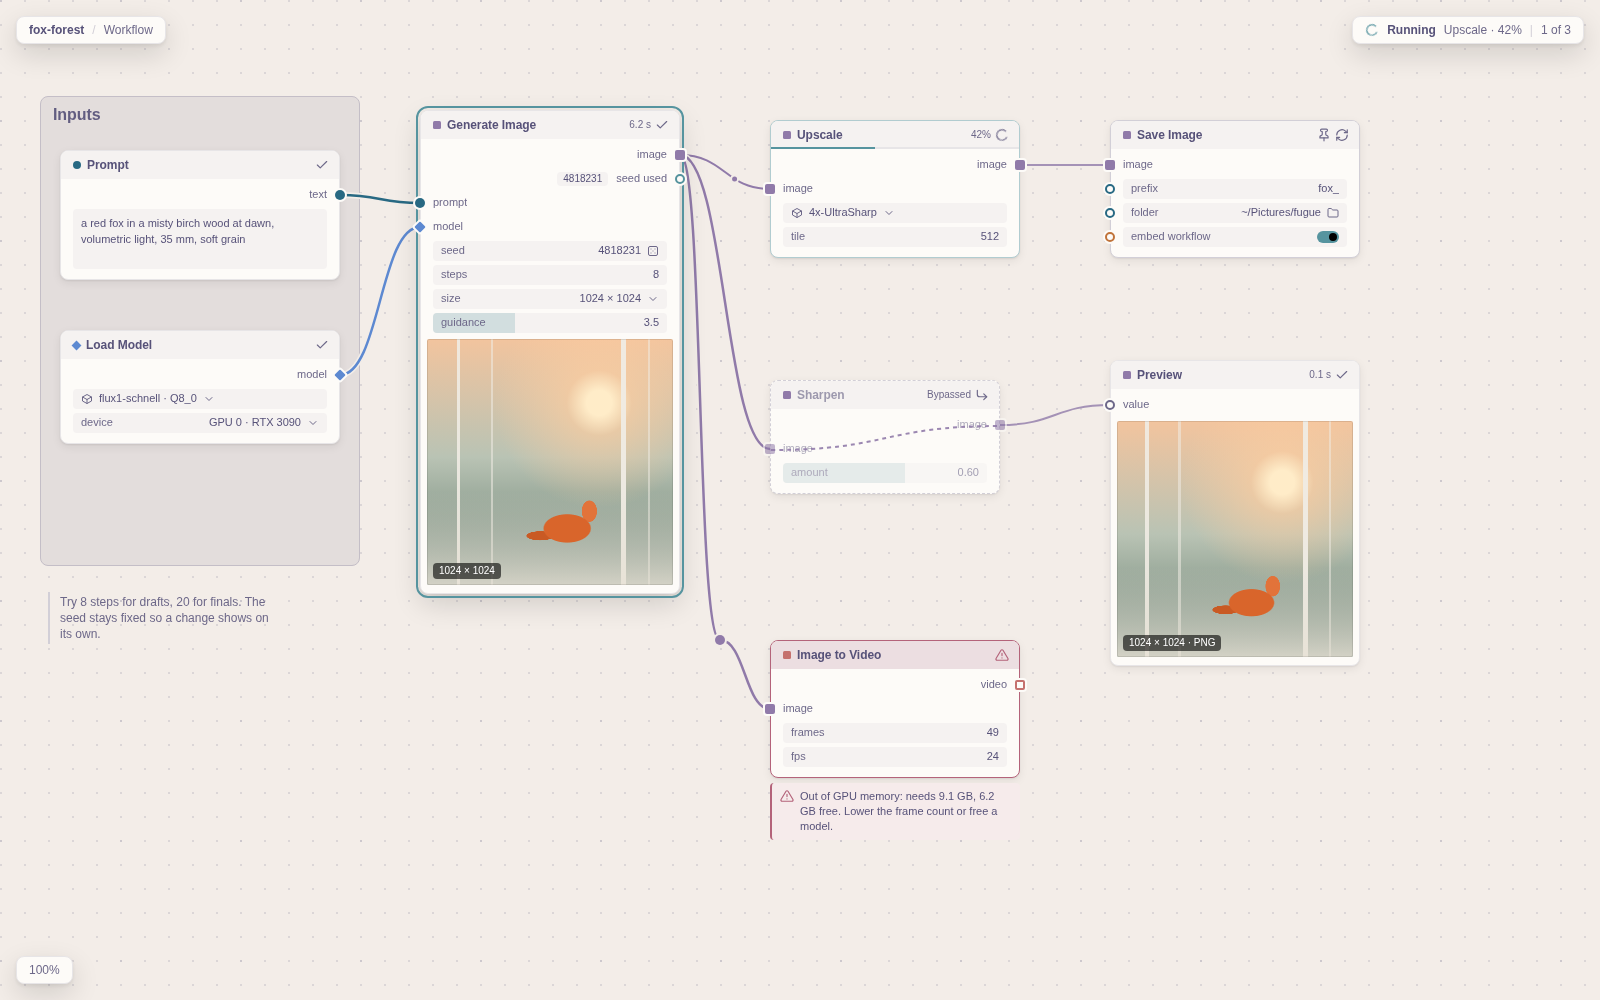 fox-forest / Workflow
Running Upscale · 42% | 1 of 3
Inputs
Prompt
text
a red fox in a misty birch wood at dawn,
volumetric light, 35 mm, soft grain
Load Model
model
flux1-schnell · Q8_0
device GPU 0 · RTX 3090
Try 8 steps for drafts, 20 for finals. The
seed stays fixed so a change shows on
its own.
Generate Image 6.2 s
image
4818231 seed used
prompt
model
seed 4818231
steps 8
size 1024 × 1024
guidance 3.5
1024 × 1024
Upscale 42%
image
image
4x-UltraSharp
tile 512
Save Image
image
prefix fox_
folder ~/Pictures/fugue
embed workflow
Sharpen Bypassed
image
image
amount 0.60
Preview 0.1 s
value
1024 × 1024 · PNG
Image to Video
video
image
frames 49
fps 24
Out of GPU memory: needs 9.1 GB, 6.2
GB free. Lower the frame count or free a
model.
100%